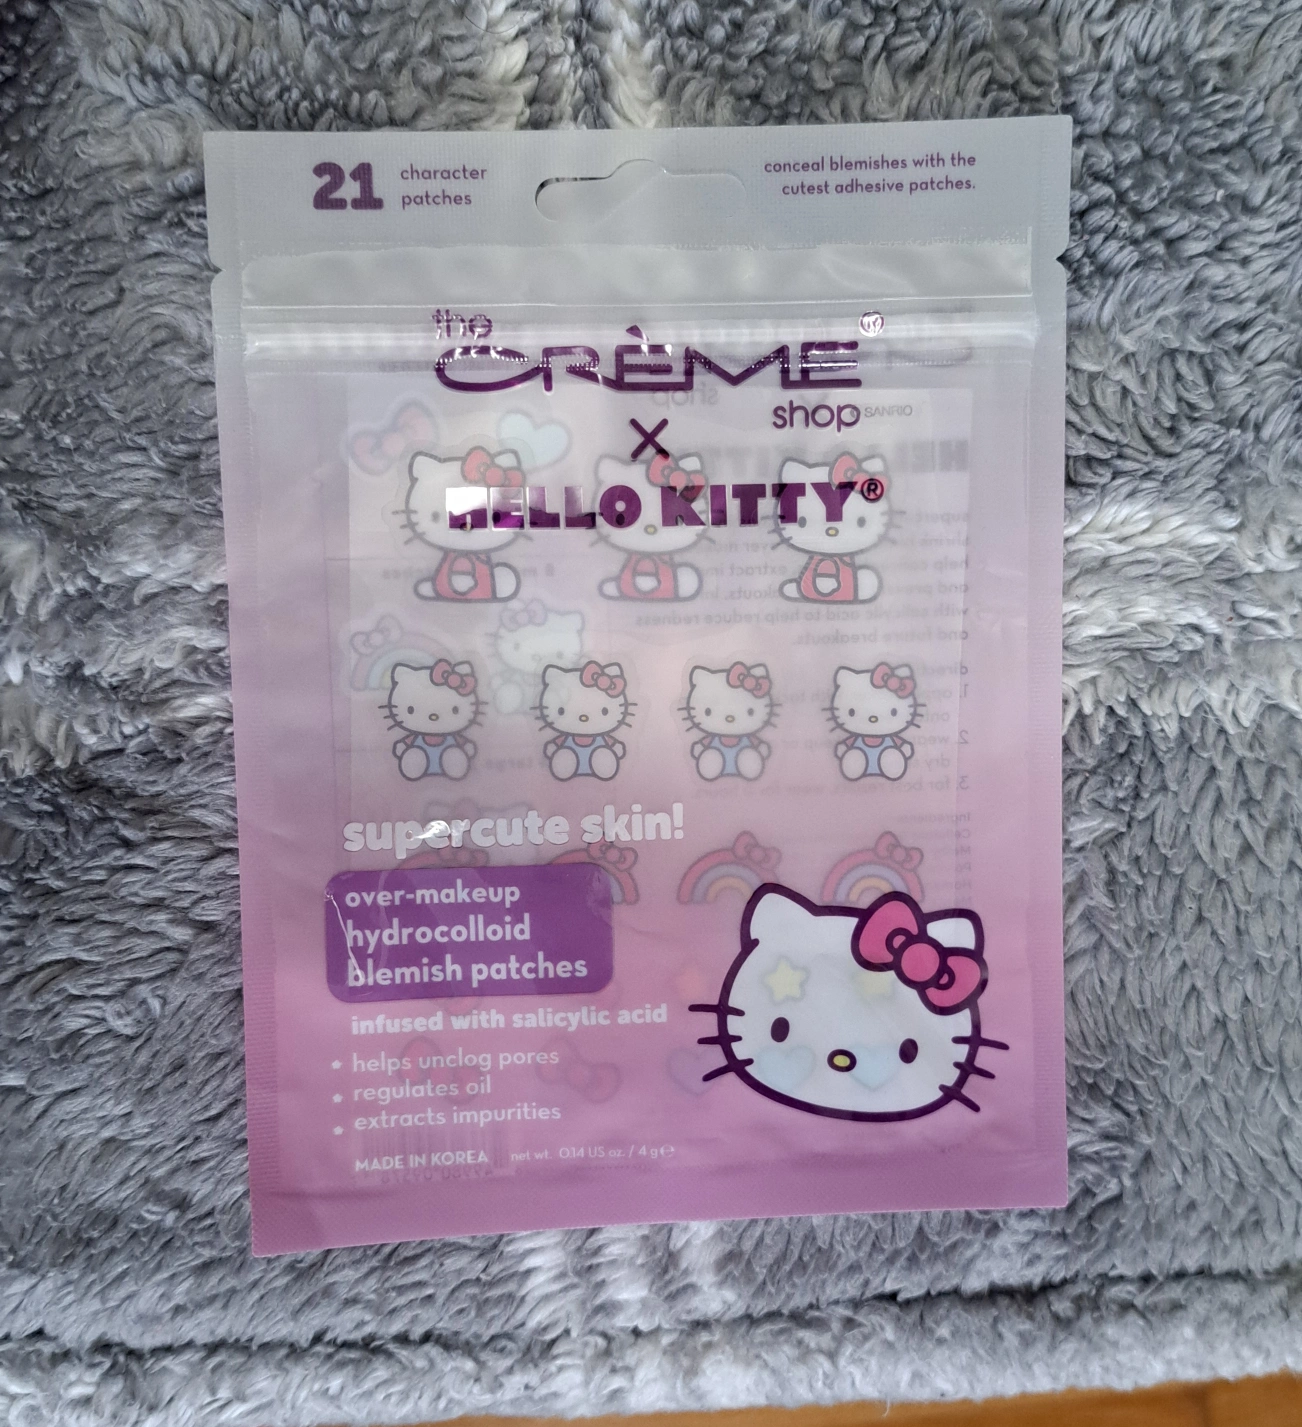 21 character
patches
conceal blemishes with the
cutest adhesive patches.
the
CRÈME®
shop
© SANRIO
X
HELLO KITTY®
supercute skin!
over-makeup
hydrocolloid
blemish patches
infused with salicylic acid
helps unclog pores
regulates oil
extracts impurities
MADE IN KOREA net wt. 0.14 US oz. / 4 g ℮